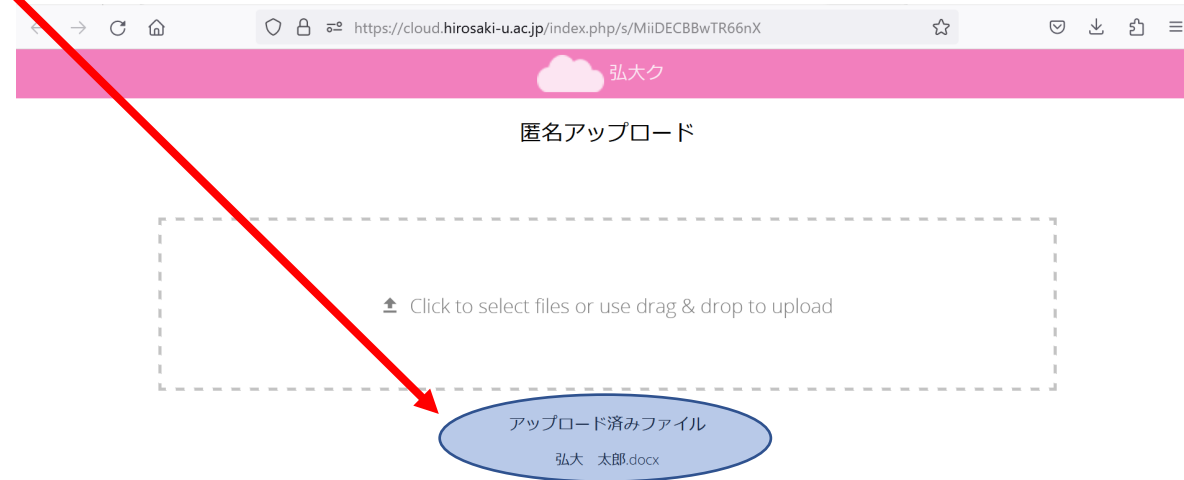 https://cloud.hirosaki-u.ac.jp/index.php/s/MiiDECBBwTR66nX
弘大ク
匿名アップロード
Click to select files or use drag & drop to upload
アップロード済みファイル
弘大　太郎.docx